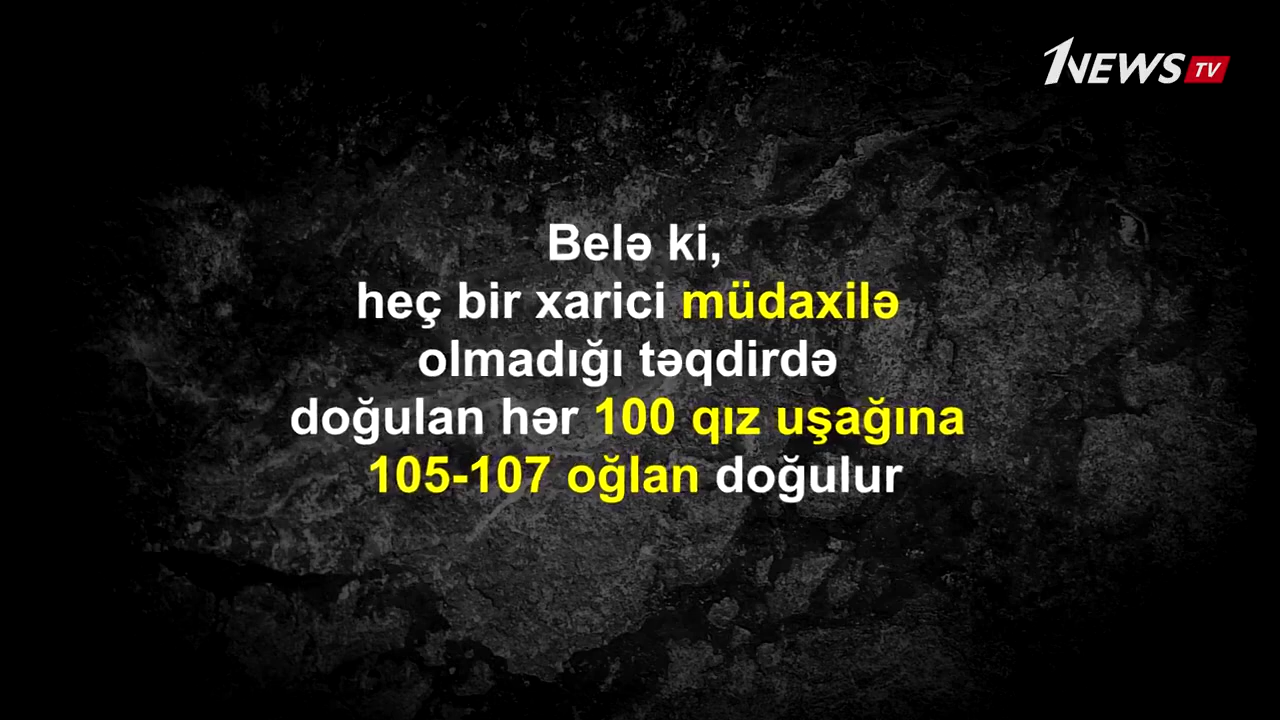 1NEWS TV
Belə ki,
heç bir xarici müdaxilə
olmadığı təqdirdə
doğulan hər 100 qız uşağına
105-107 oğlan doğulur